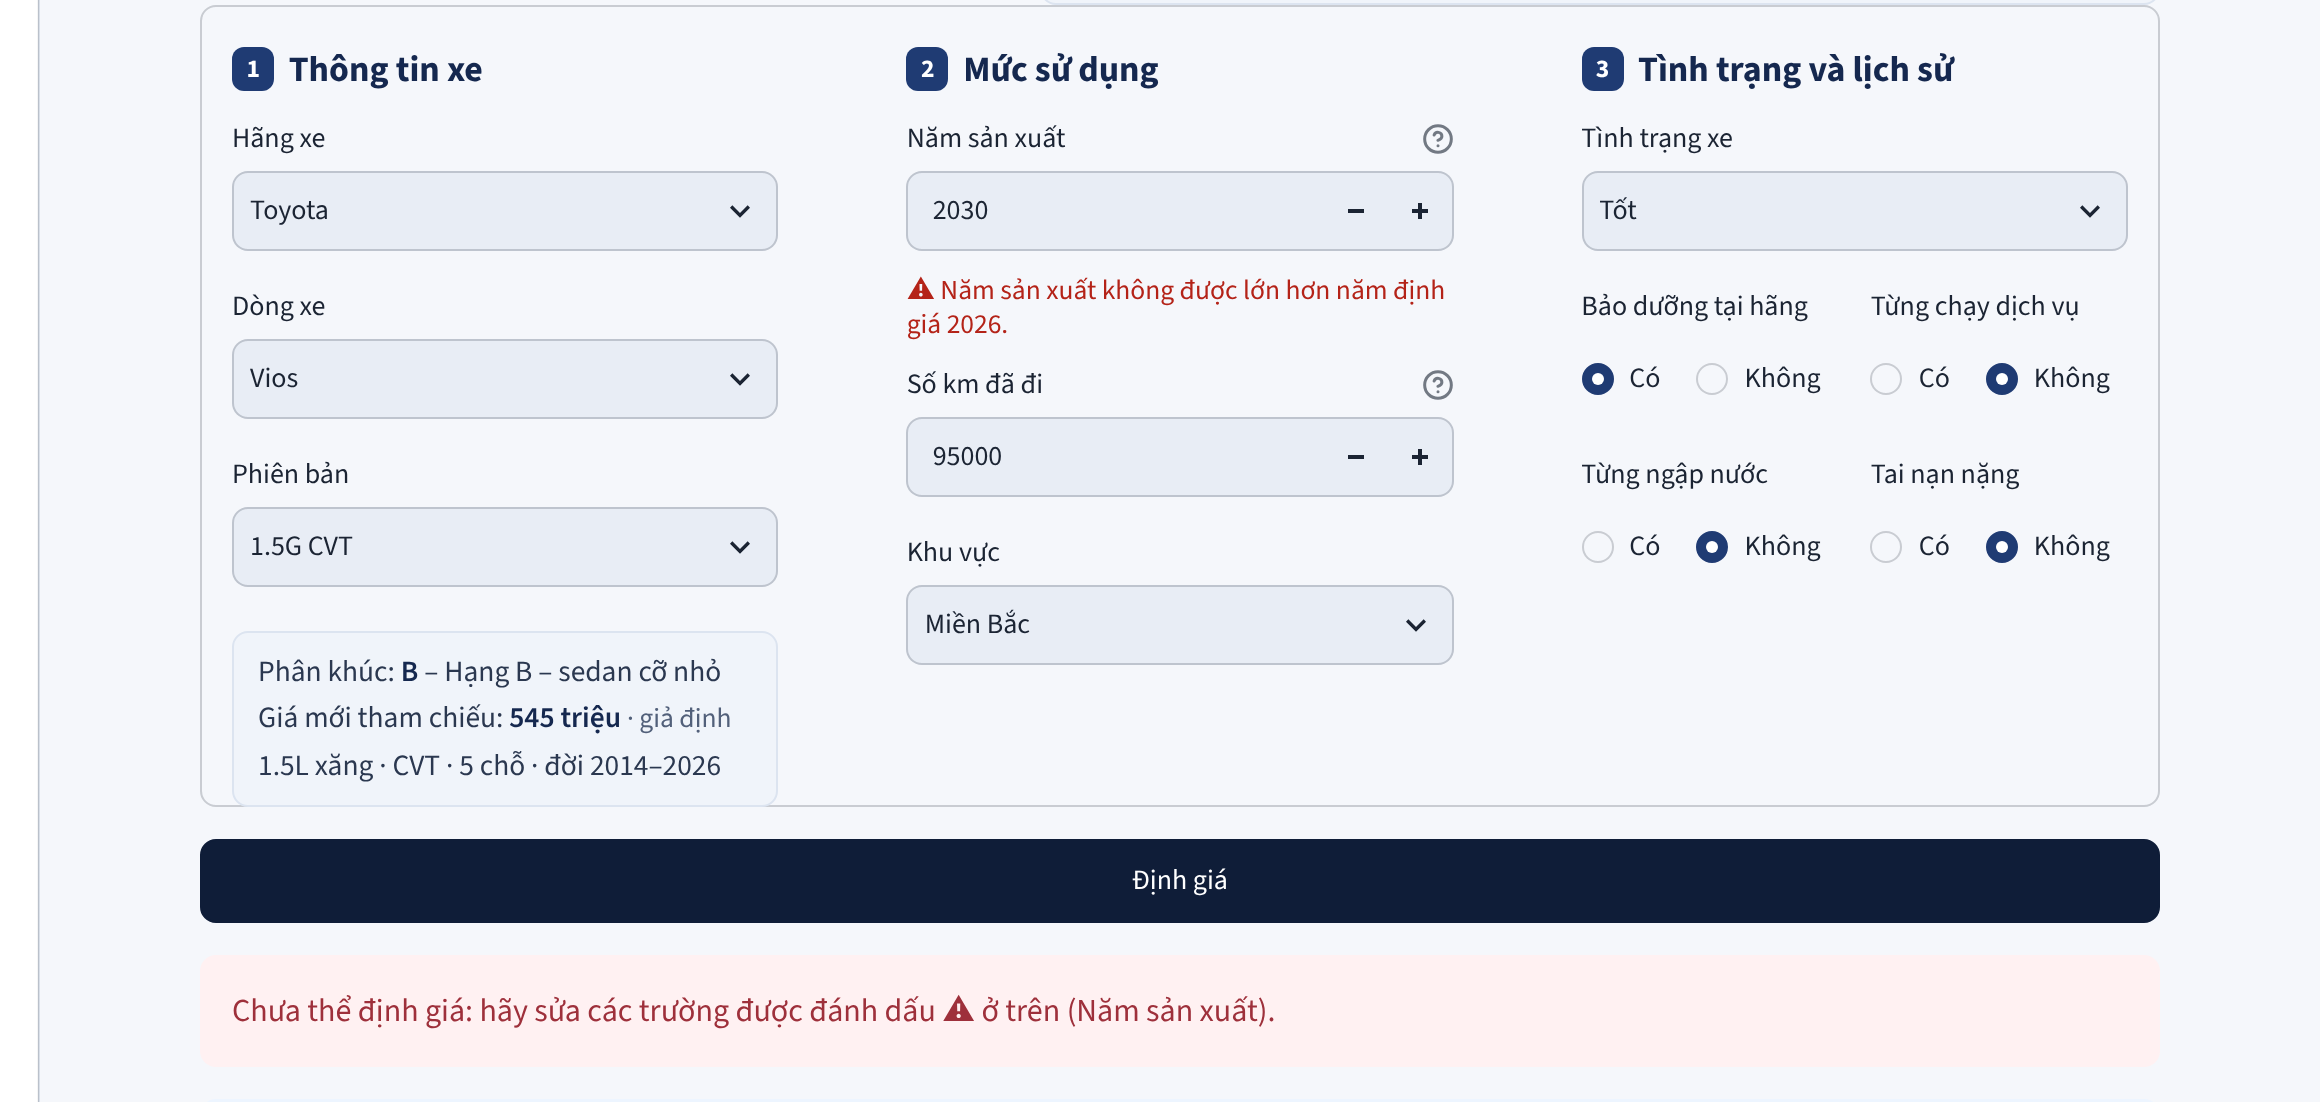 1 Thông tin xe
Hãng xe
Toyota
Dòng xe
Vios
Phiên bản
1.5G CVT
Phân khúc: B – Hạng B – sedan cỡ nhỏ
Giá mới tham chiếu: 545 triệu · giả định
1.5L xăng · CVT · 5 chỗ · đời 2014–2026
2 Mức sử dụng
Năm sản xuất
2030
Năm sản xuất không được lớn hơn năm định
giá 2026.
Số km đã đi
95000
Khu vực
Miền Bắc
3 Tình trạng và lịch sử
Tình trạng xe
Tốt
Bảo dưỡng tại hãng
Có Không
Từng chạy dịch vụ
Có Không
Từng ngập nước
Có Không
Tai nạn nặng
Có Không
Định giá
Chưa thể định giá: hãy sửa các trường được đánh dấu ⚠ ở trên (Năm sản xuất).